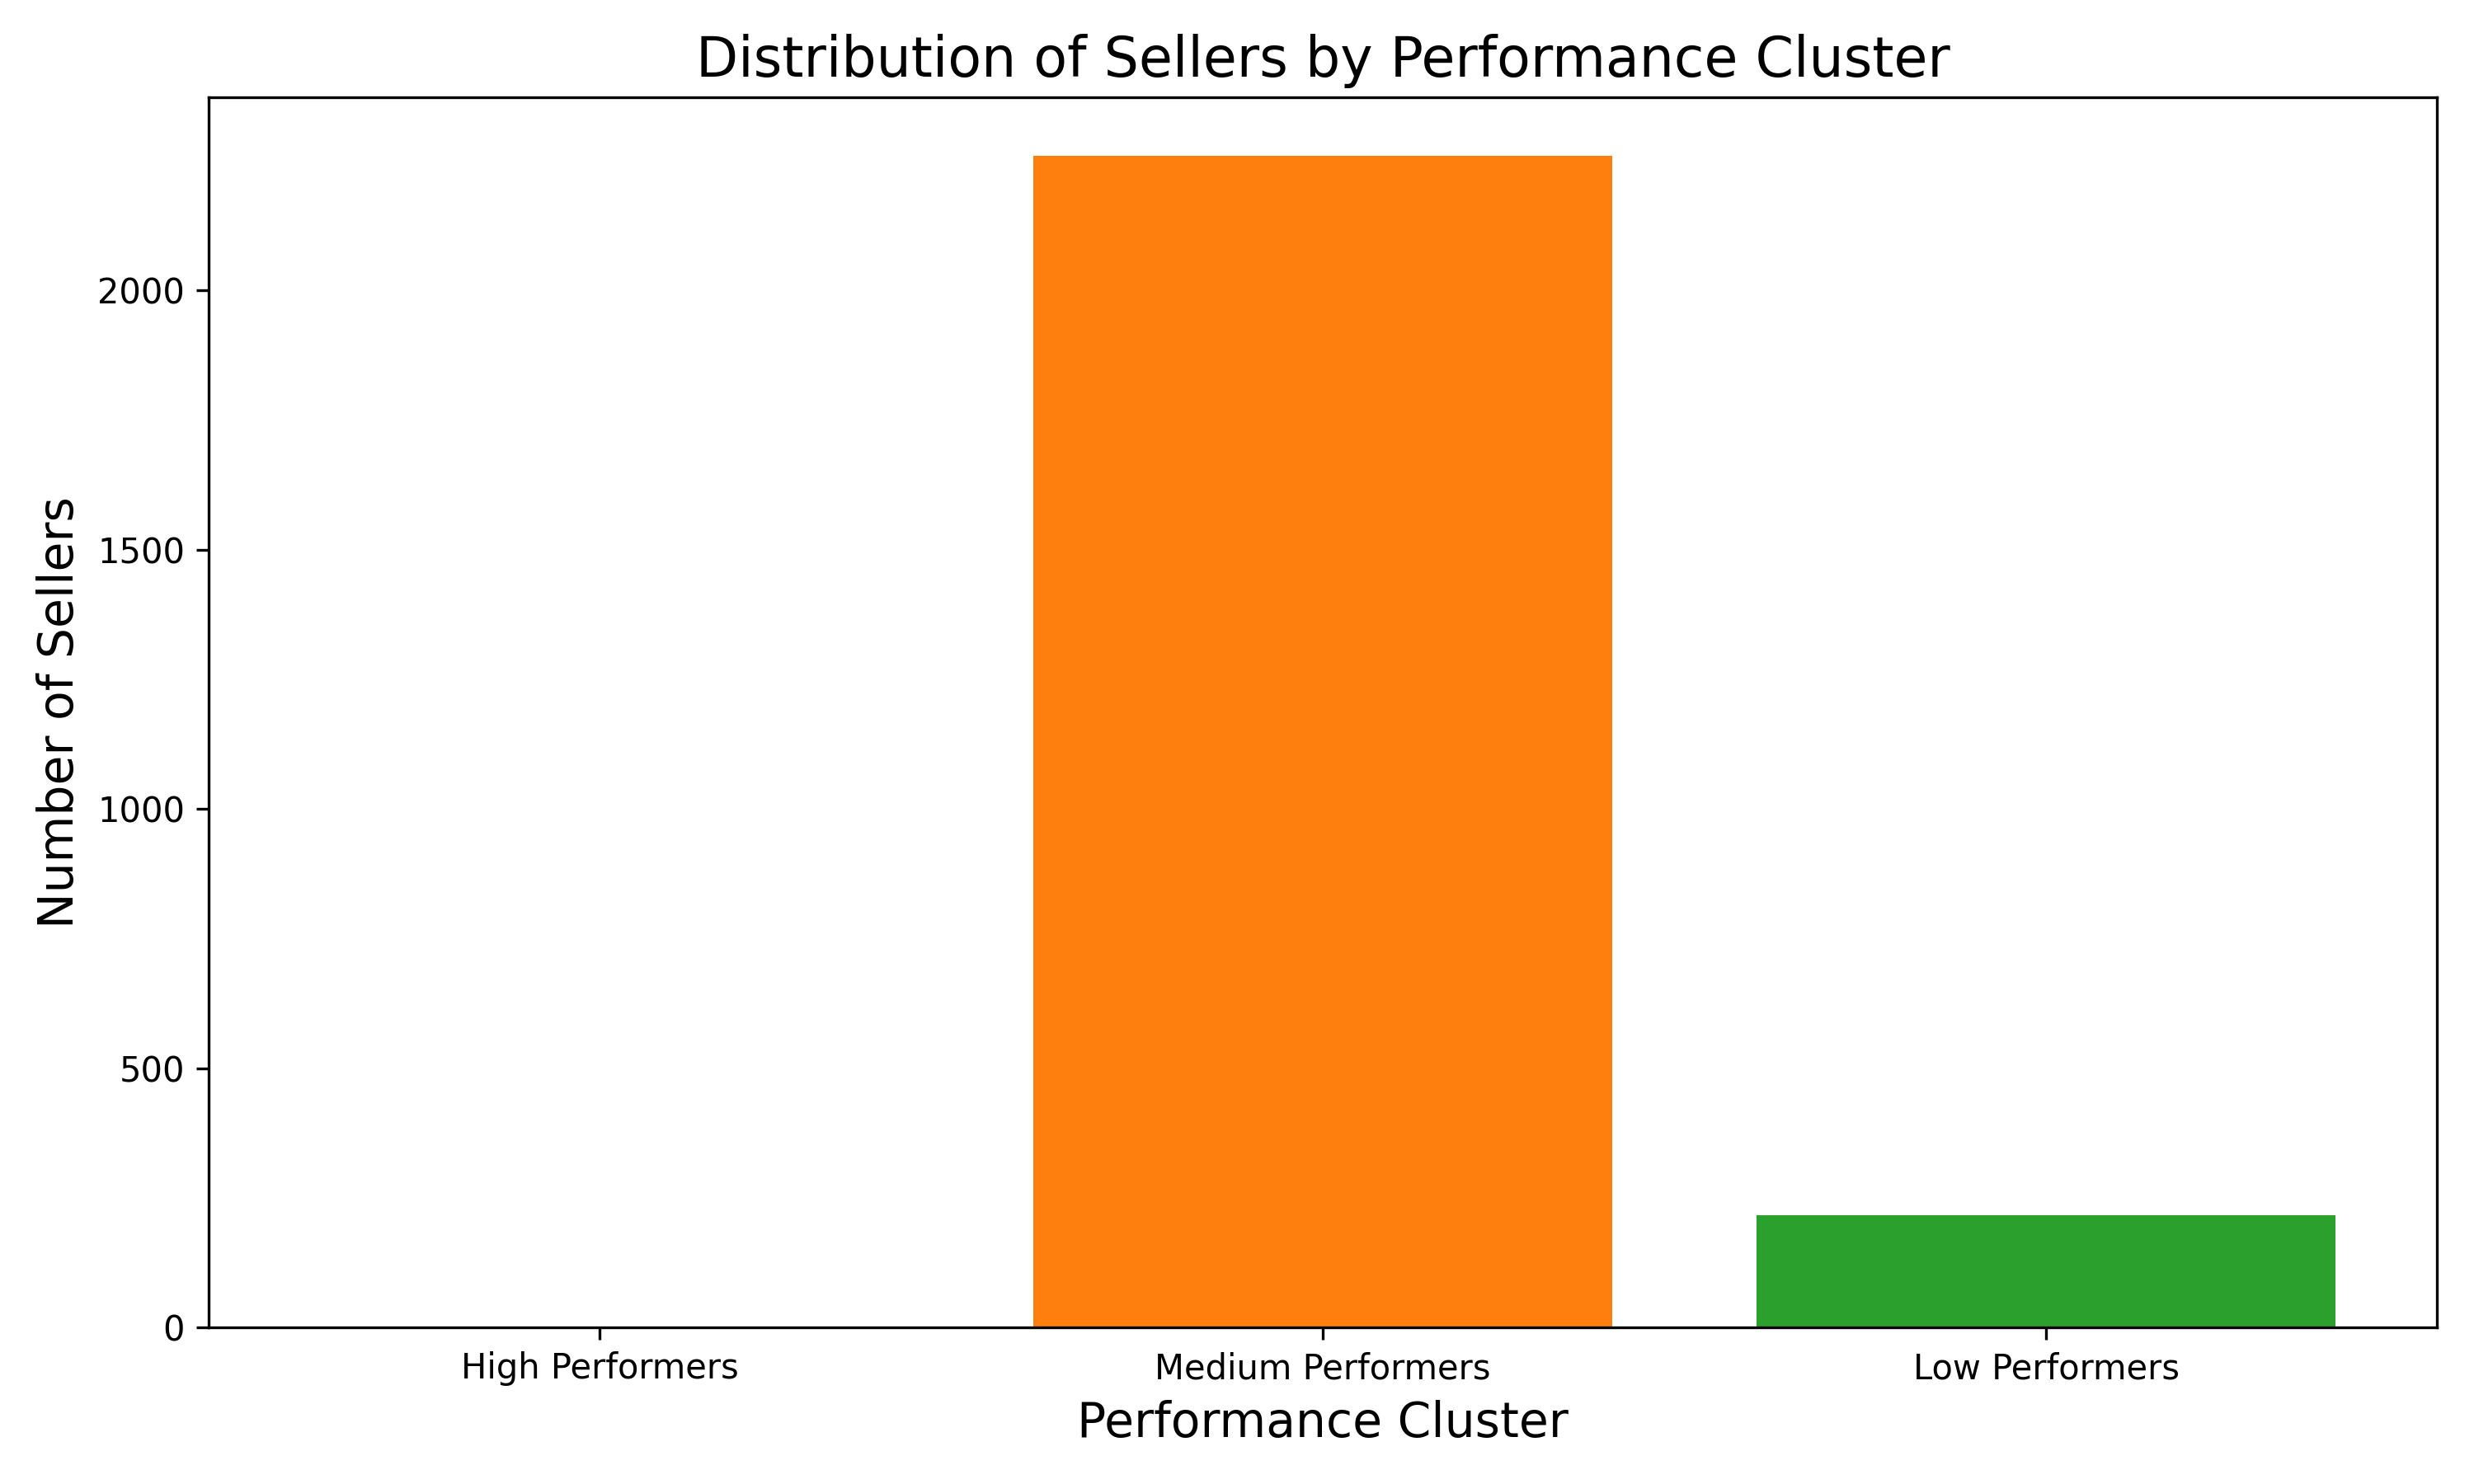 Distribution of Sellers by Performance Cluster
Number of Sellers
2000
1500
1000
500
0
High Performers
Medium Performers
Low Performers
Performance Cluster